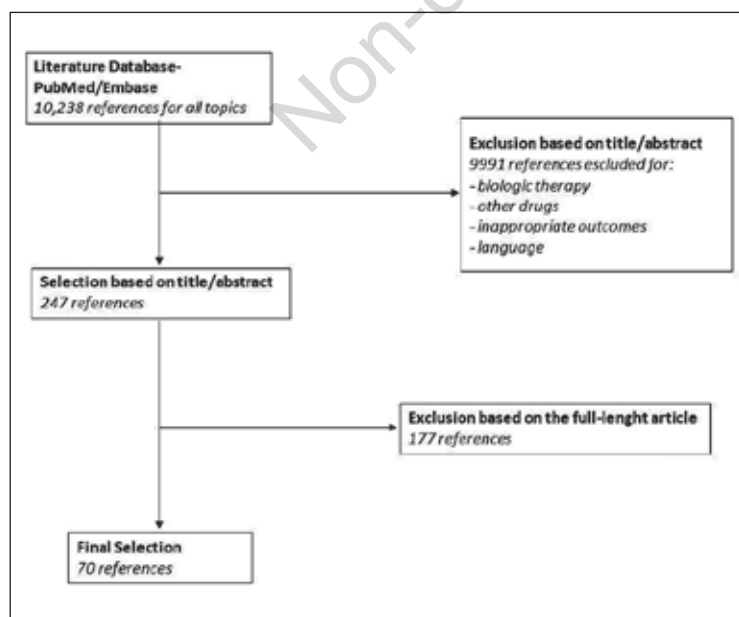 Non-c
Literature Database-
PubMed/Embase
10,238 references for all topics
Exclusion based on title/abstract
9991 references escluded for:
- biologic therapy
- other drugs
- inappropriate outcomes
- language
Selection based on title/abstract
247 references
Exclusion based on the full-lenght article
177 references
Final Selection
70 references